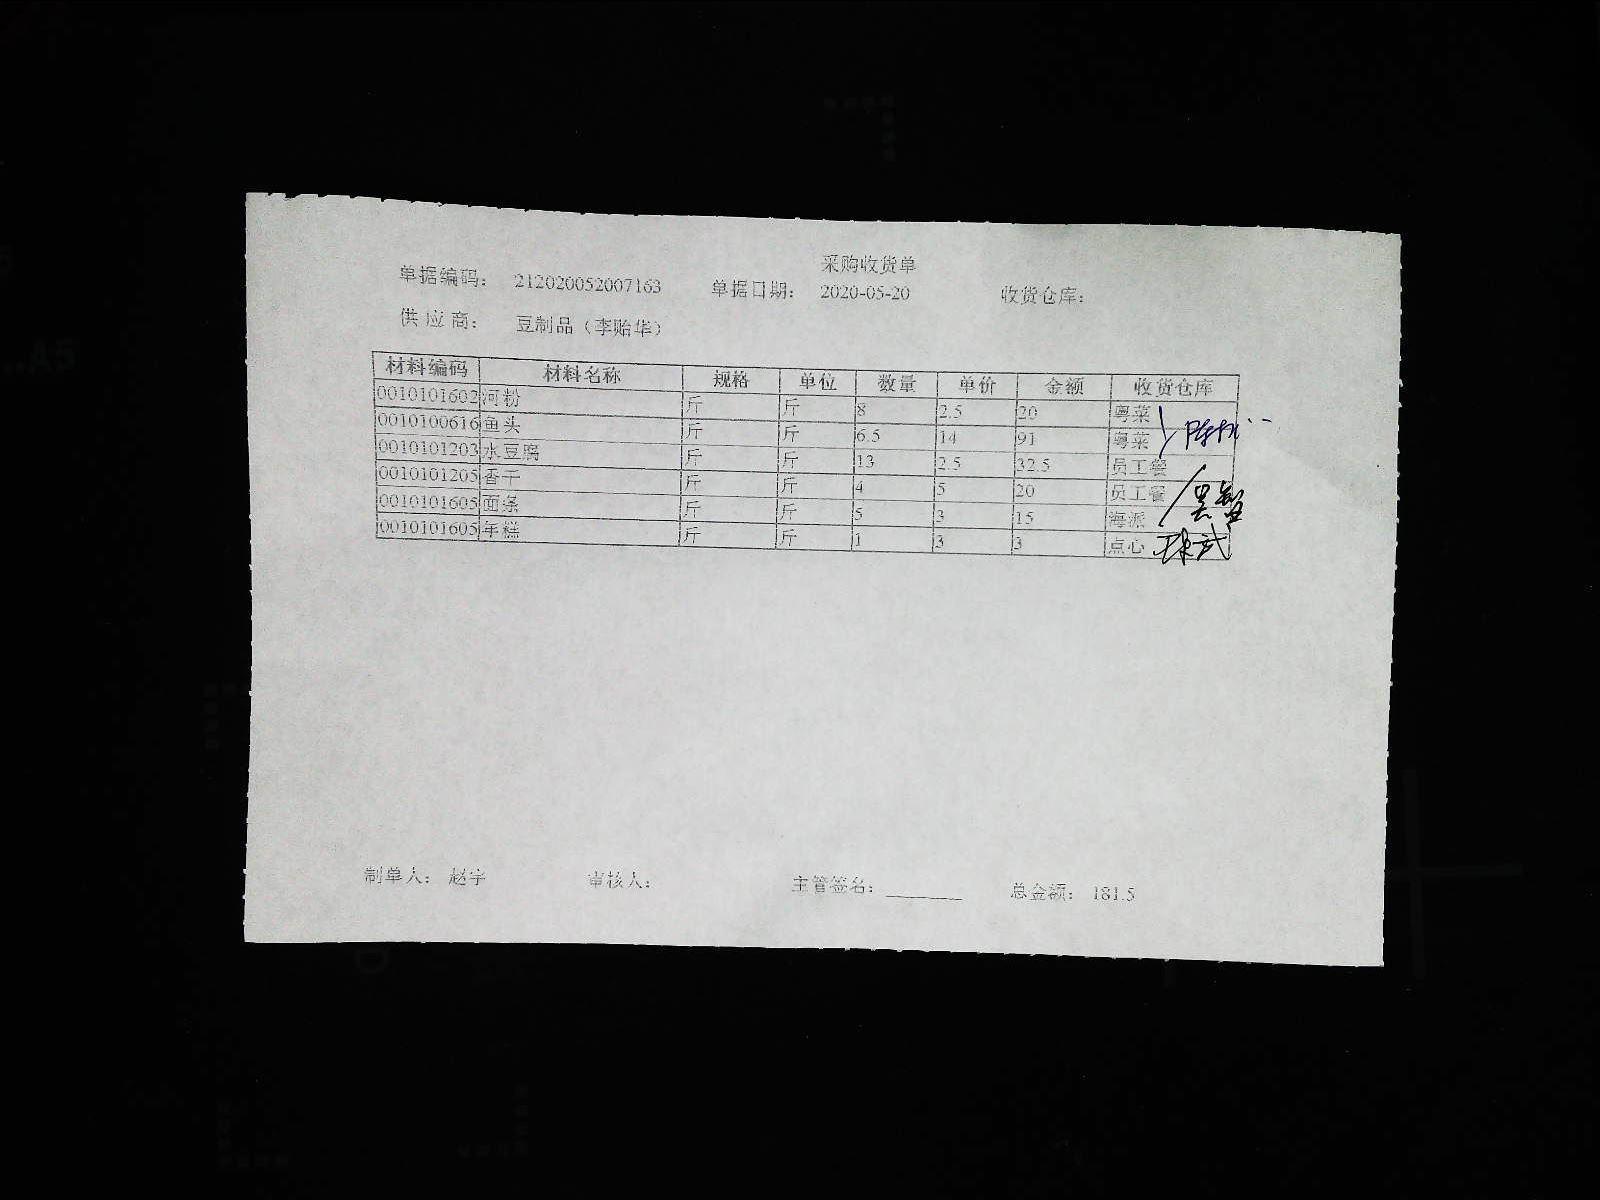 采购收货单
单据编码： 212020052007163 单据日期： 2020-05-20 收货仓库：
供 应 商： 豆制品（李贻华）
材料编码 材料名称 规格 单位 数量 单价 金额 收货仓库
0010101602 河粉 斤 斤 8 2.5 20 粤菜
0010100616 鱼头 斤 斤 6.5 14 91 粤菜
0010101203 水豆腐 斤 斤 13 2.5 32.5 员工餐
0010101205 香干 斤 斤 4 5 20 员工餐
0010101605 面条 斤 斤 5 3 15 海派
0010101605 年糕 斤 斤 1 3 3 点心
制单人： 赵宇 审核人： 主管签名： 总金额： 181.5